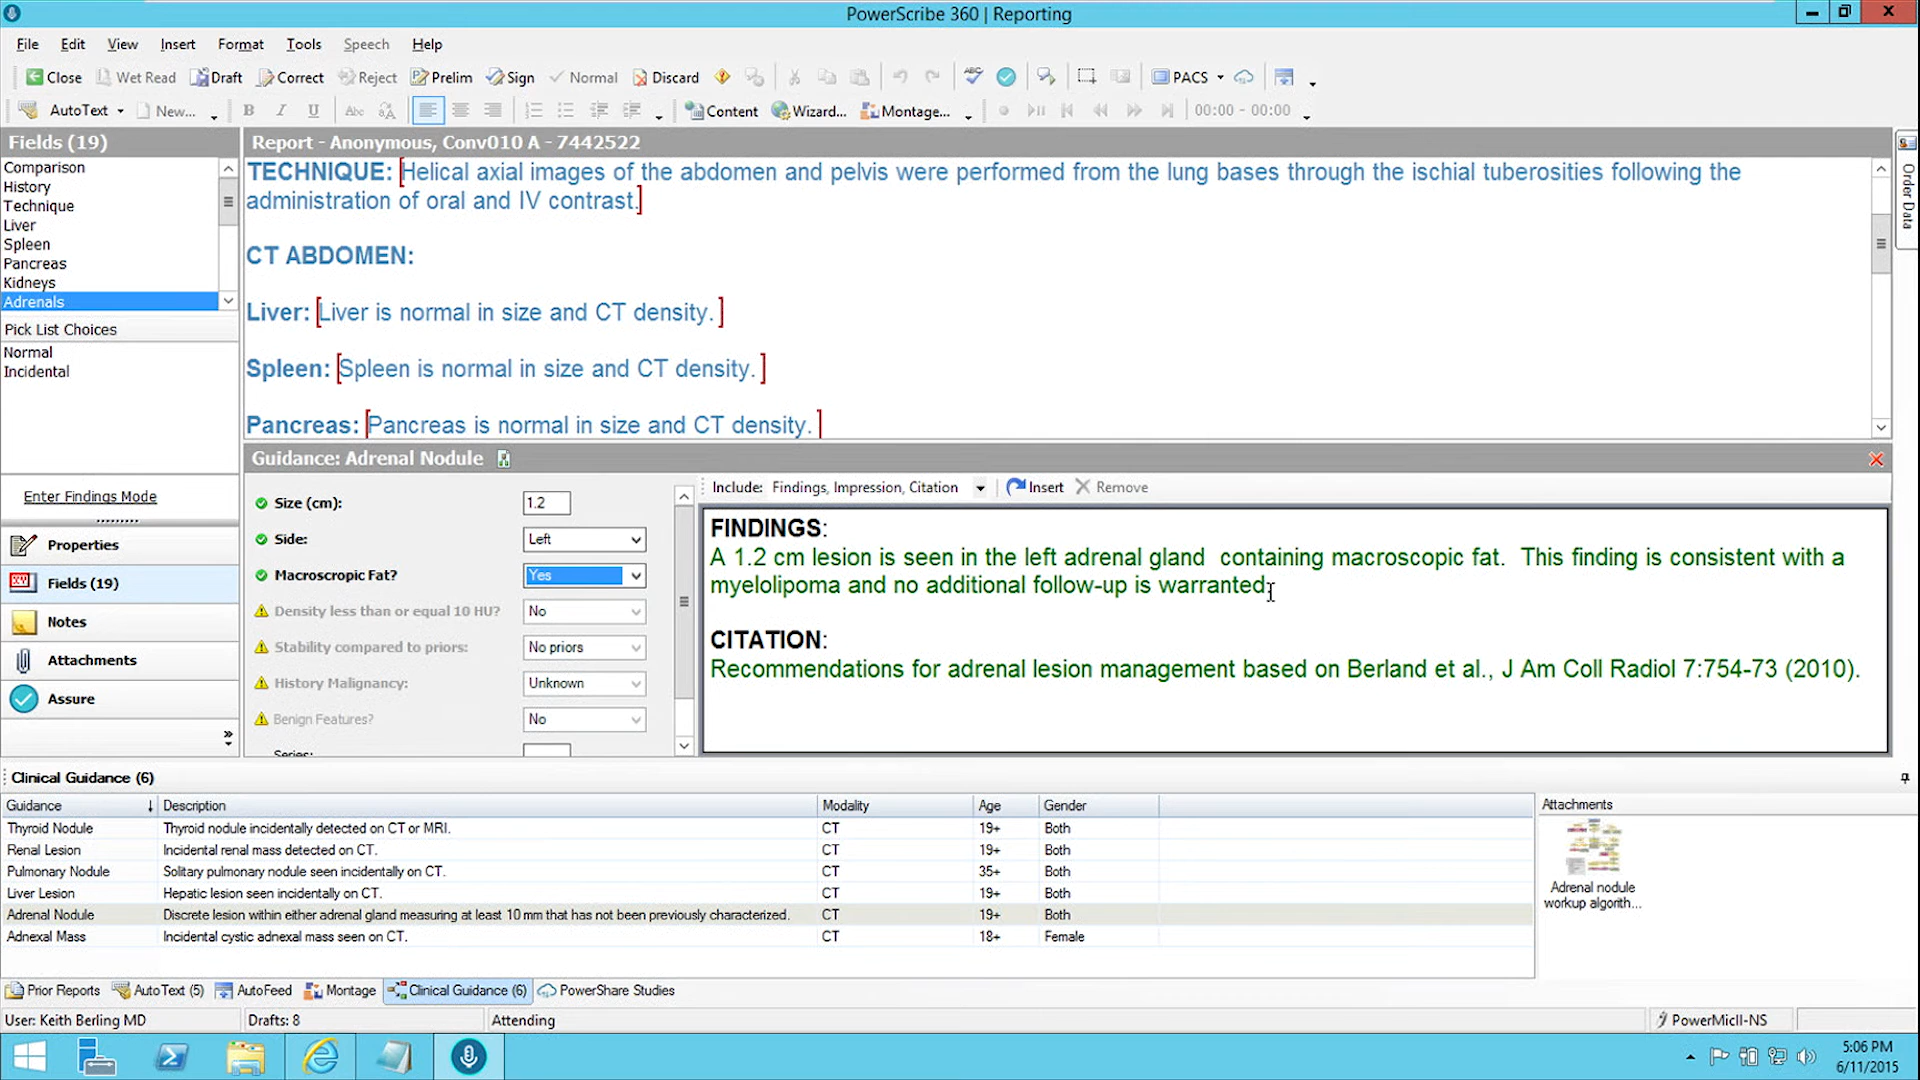 PowerScribe 360 | Reporting
File Edit View Insert Format Tools Speech Help
Close Wet Read Draft Correct Reject Prelim Sign Normal Discard PACS
AutoText New... B I U Abc Content Wizard... Montage... 00:00 - 00:00
Fields (19)
Comparison
History
Technique
Liver
Spleen
Pancreas
Kidneys
Adrenals
Pick List Choices
Normal
Incidental
Enter Findings Mode
Properties
Fields (19)
Notes
Attachments
Assure
Report - Anonymous, Conv010 A - 7442522
TECHNIQUE: [Helical axial images of the abdomen and pelvis were performed from the lung bases through the ischial tuberosities following the
administration of oral and IV contrast.]
CT ABDOMEN:
Liver: [Liver is normal in size and CT density. ]
Spleen: [Spleen is normal in size and CT density. ]
Pancreas: [Pancreas is normal in size and CT density. ]
Order Data
Guidance: Adrenal Nodule
Size (cm): 1.2
Side: Left
Macroscropic Fat? Yes
Density less than or equal 10 HU? No
Stability compared to priors: No priors
History Malignancy: Unknown
Benign Features? No
Series:
Include: Findings, Impression, Citation Insert Remove
FINDINGS:
A 1.2 cm lesion is seen in the left adrenal gland containing macroscopic fat. This finding is consistent with a
myelolipoma and no additional follow-up is warranted.
CITATION:
Recommendations for adrenal lesion management based on Berland et al., J Am Coll Radiol 7:754-73 (2010).
Clinical Guidance (6)
Guidance Description Modality Age Gender
Thyroid Nodule Thyroid nodule incidentally detected on CT or MRI. CT 19+ Both
Renal Lesion Incidental renal mass detected on CT. CT 19+ Both
Pulmonary Nodule Solitary pulmonary nodule seen incidentally on CT. CT 35+ Both
Liver Lesion Hepatic lesion seen incidentally on CT. CT 19+ Both
Adrenal Nodule Discrete lesion within either adrenal gland measuring at least 10 mm that has not been previously characterized. CT 19+ Both
Adnexal Mass Incidental cystic adnexal mass seen on CT. CT 18+ Female
Attachments
Adrenal nodule
workup algorith...
Prior Reports AutoText (5) AutoFeed Montage Clinical Guidance (6) PowerShare Studies
User: Keith Berling MD Drafts: 8 Attending PowerMicII-NS
5:06 PM
6/11/2015